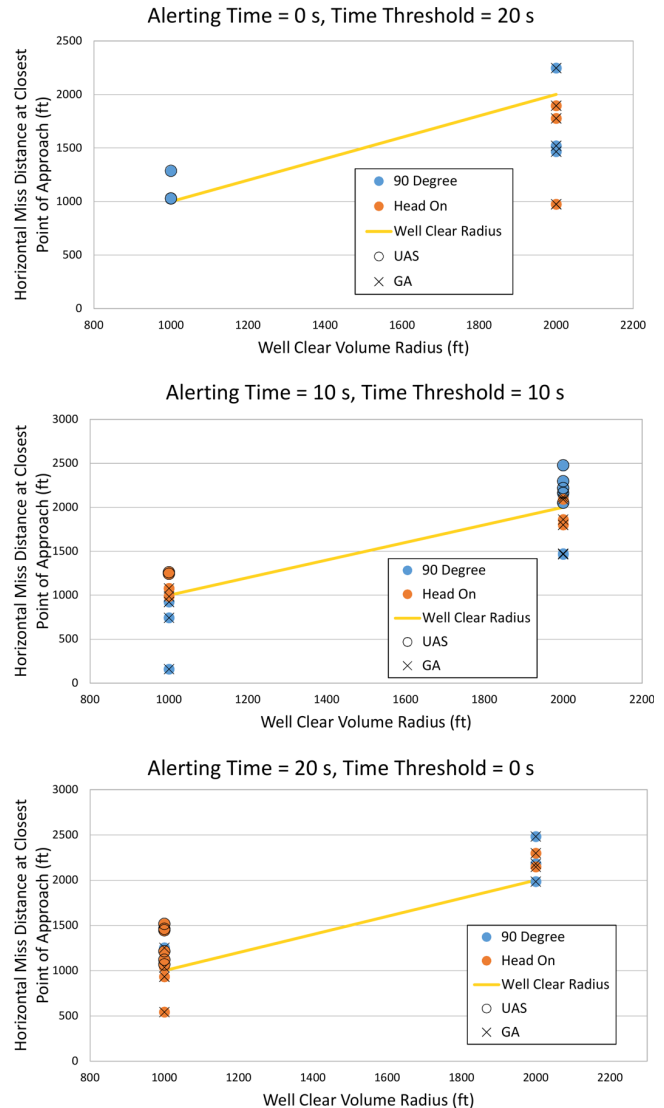 Alerting Time = 0 s, Time Threshold = 20 s
Horizontal Miss Distance at Closest
Point of Approach (ft)
2500
2000
1500
1000
500
0
90 Degree
Head On
Well Clear Radius
UAS
GA
800 1000 1200 1400 1600 1800 2000 2200
Well Clear Volume Radius (ft)
Alerting Time = 10 s, Time Threshold = 10 s
Horizontal Miss Distance at Closest
Point of Approach (ft)
3000
2500
2000
1500
1000
500
0
90 Degree
Head On
Well Clear Radius
UAS
GA
800 1000 1200 1400 1600 1800 2000 2200
Well Clear Volume Radius (ft)
Alerting Time = 20 s, Time Threshold = 0 s
Horizontal Miss Distance at Closest
Point of Approach (ft)
3000
2500
2000
1500
1000
500
0
90 Degree
Head On
Well Clear Radius
UAS
GA
800 1000 1200 1400 1600 1800 2000 2200
Well Clear Volume Radius (ft)